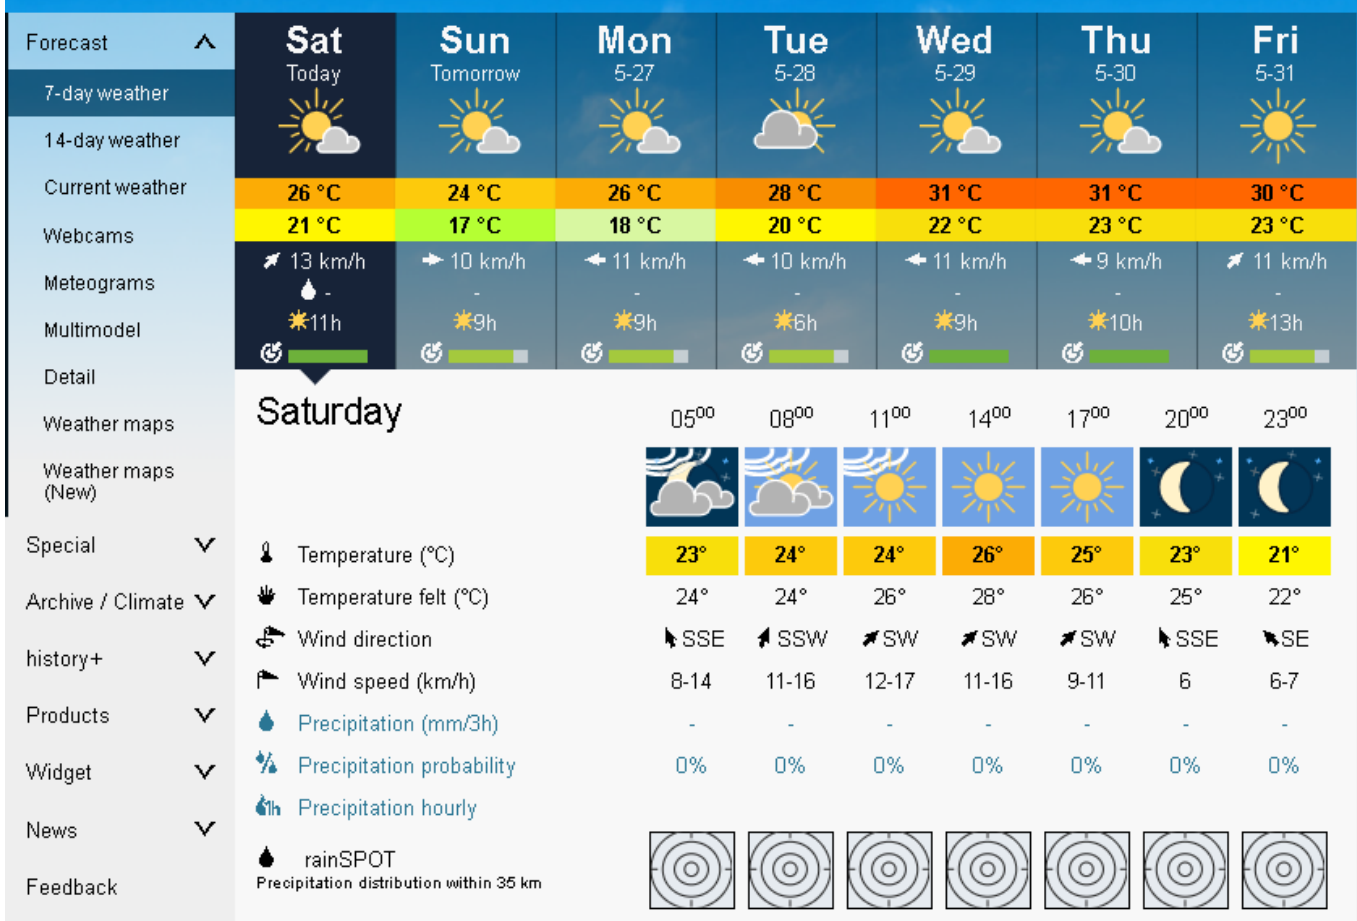 Forecast
7-day weather
14-day weather
Current weather
Webcams
Meteograms
Multimodel
Detail
Weather maps
Weather maps
(New)
Special
Archive / Climate
history+
Products
Widget
News
Feedback
Sat Sun Mon Tue Wed Thu Fri
Today Tomorrow 5-27 5-28 5-29 5-30 5-31
26 °C 24 °C 26 °C 28 °C 31 °C 31 °C 30 °C
21 °C 17 °C 18 °C 20 °C 22 °C 23 °C 23 °C
13 km/h 10 km/h 11 km/h 10 km/h 11 km/h 9 km/h 11 km/h
- - - - - - -
11h 9h 9h 6h 9h 10h 13h
Saturday 05⁰⁰ 08⁰⁰ 11⁰⁰ 14⁰⁰ 17⁰⁰ 20⁰⁰ 23⁰⁰
Temperature (°C) 23° 24° 24° 26° 25° 23° 21°
Temperature felt (°C) 24° 24° 26° 28° 26° 25° 22°
Wind direction SSE SSW SW SW SW SSE SE
Wind speed (km/h) 8-14 11-16 12-17 11-16 9-11 6 6-7
Precipitation (mm/3h) - - - - - - -
Precipitation probability 0% 0% 0% 0% 0% 0% 0%
1h Precipitation hourly
rainSPOT
Precipitation distribution within 35 km